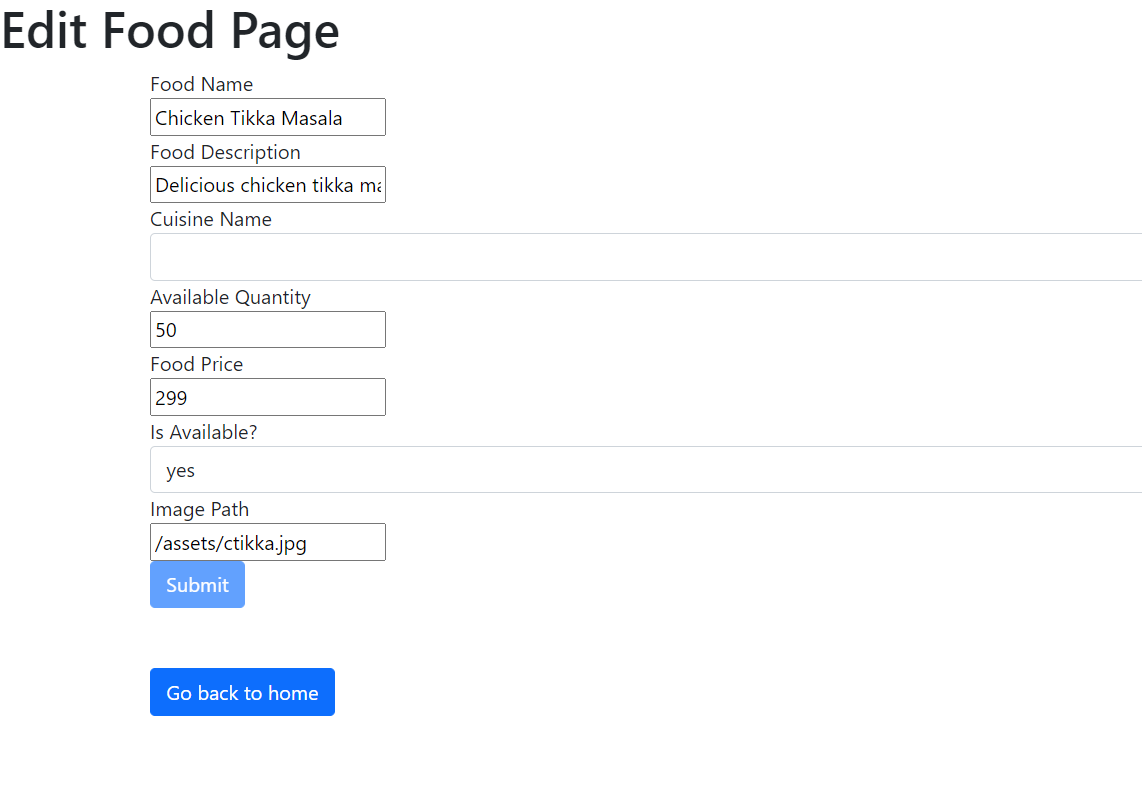 Edit Food Page
Food Name
Chicken Tikka Masala
Food Description
Delicious chicken tikka
Cuisine Name
Available Quantity
50
Food Price
299
Is Available?
yes
Image Path
/assets/ctikka.jpg
Submit
Go back to home